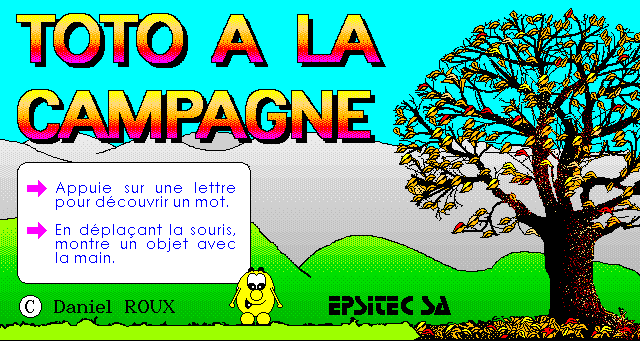 TOTO A LA
CAMPAGNE
Appuie sur une lettre
pour découvrir un mot.
En déplaçant la souris,
montre un objet avec
la main.
© Daniel ROUX
EPSITEC SA